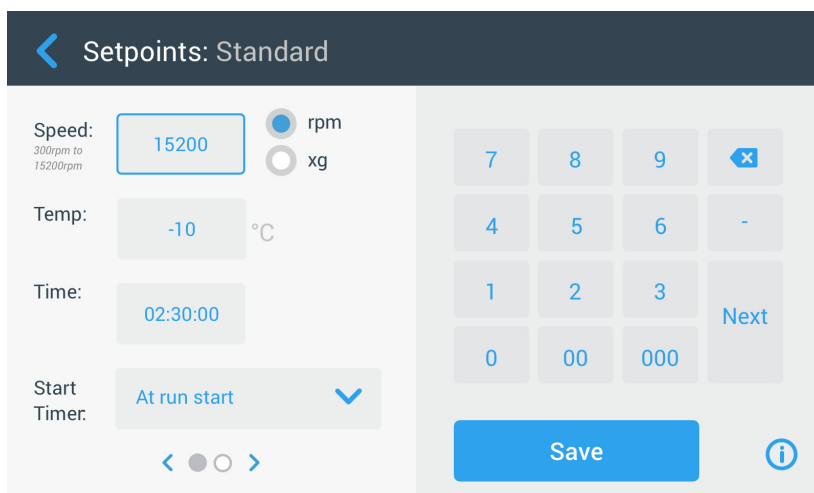 Setpoints: Standard
Speed:
300rpm to
15200rpm
15200
rpm
xg
Temp:
-10
°C
Time:
02:30:00
Start
Timer:
At run start
7 8 9
4 5 6 -
1 2 3
Next
0 00 000
Save
i